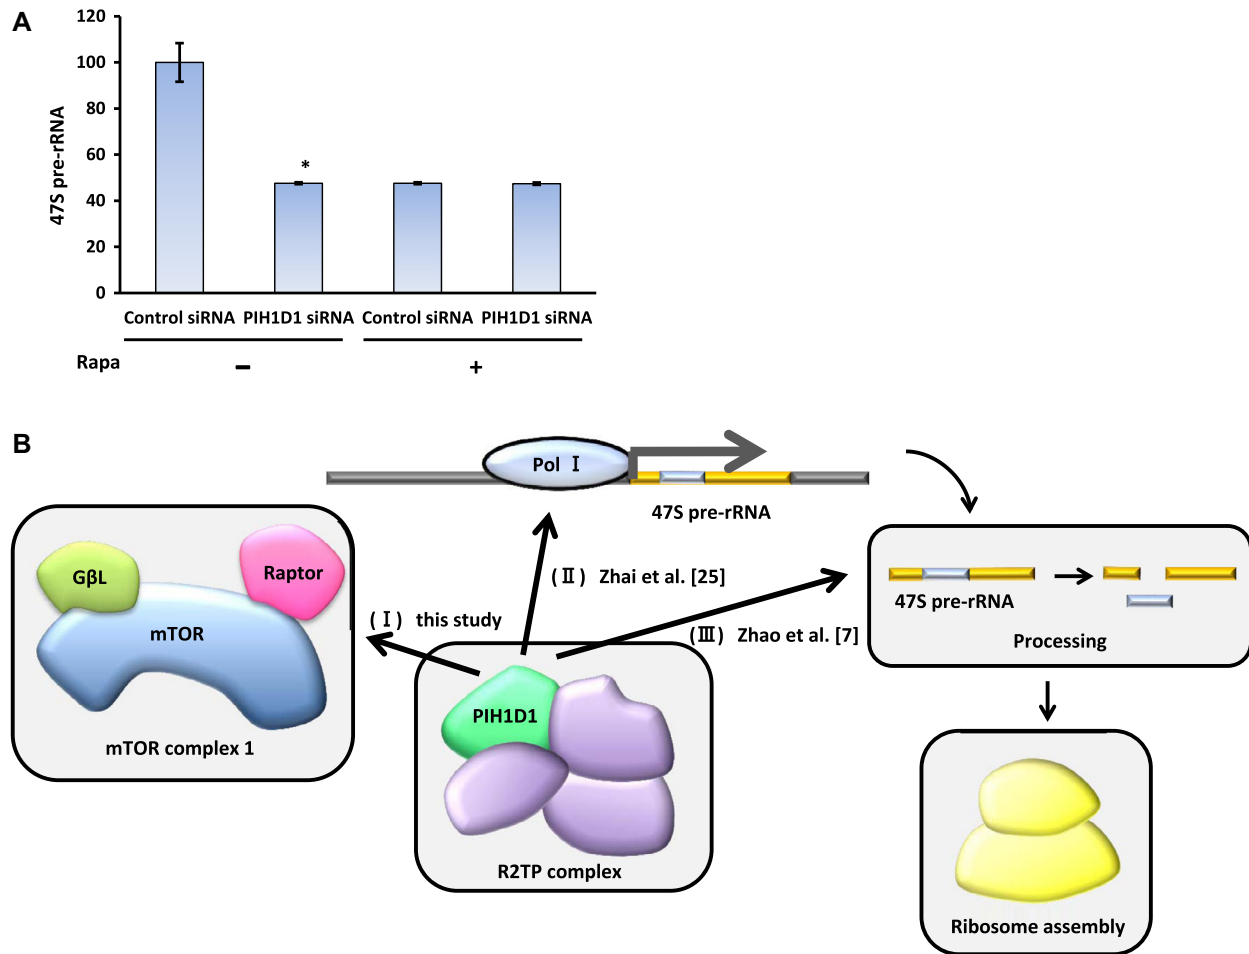 A
120
100
80
60
40
20
0
47S pre-rRNA
*
Control siRNA PIH1D1 siRNA Control siRNA PIH1D1 siRNA
Rapa − +
B
Pol Ⅰ
47S pre-rRNA
GβL
Raptor
mTOR
mTOR complex 1
(Ⅰ) this study
(Ⅱ) Zhai et al. [25]
(Ⅲ) Zhao et al. [7]
PIH1D1
R2TP complex
47S pre-rRNA
Processing
Ribosome assembly